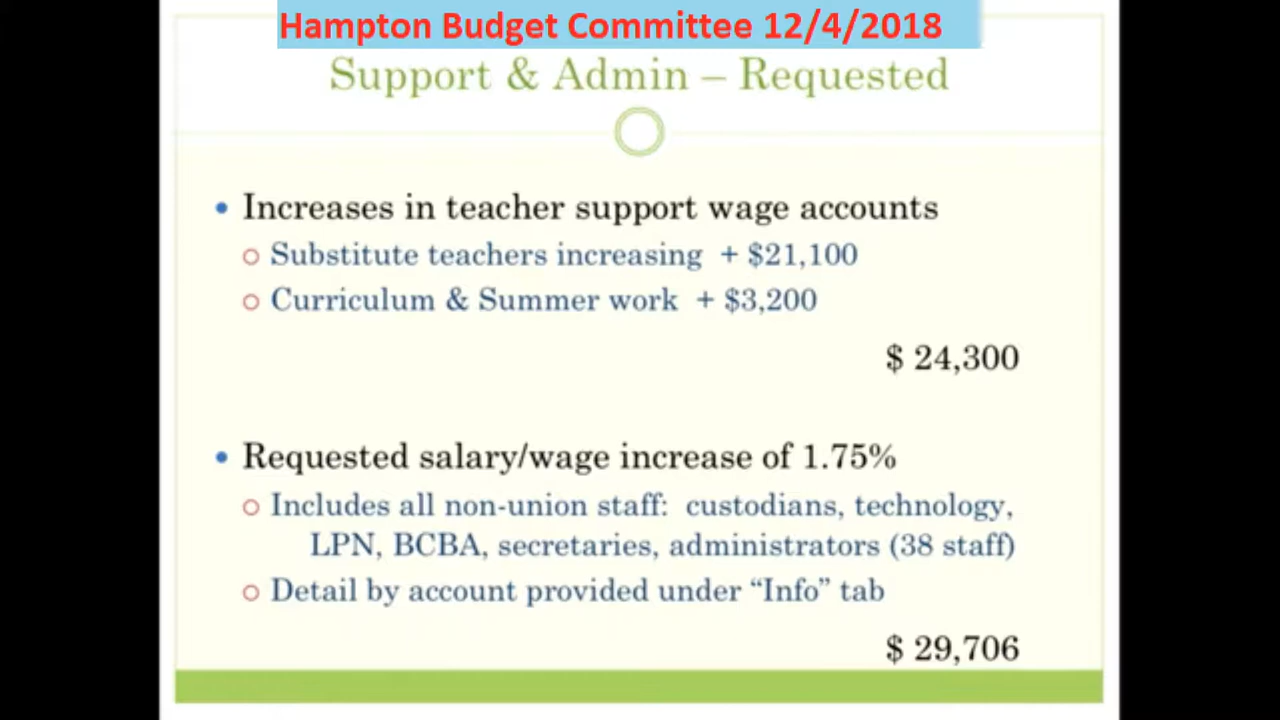 Hampton Budget Committee 12/4/2018
Support & Admin – Requested
• Increases in teacher support wage accounts
○ Substitute teachers increasing + $21,100
○ Curriculum & Summer work + $3,200
$ 24,300
• Requested salary/wage increase of 1.75%
○ Includes all non-union staff: custodians, technology,
LPN, BCBA, secretaries, administrators (38 staff)
○ Detail by account provided under “Info” tab
$ 29,706